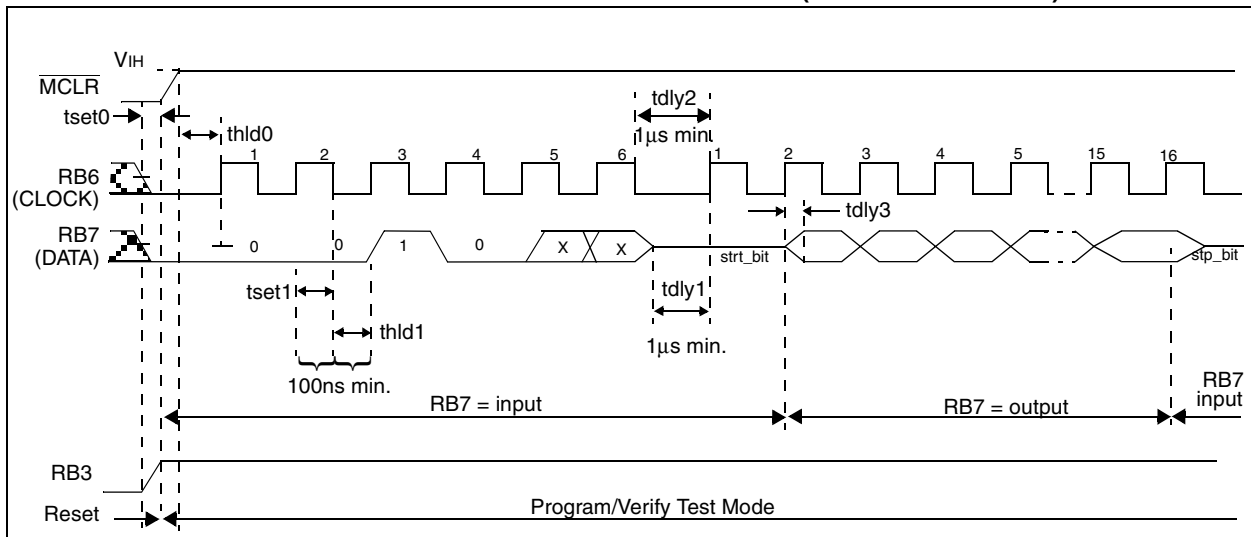 VIH
MCLR
tset0
thld0
tdly2
1µs min.
RB6
(CLOCK)
1 2 3 4 5 6 1 2 3 4 5 15 16
tdly3
RB7
(DATA)
0 0 1 0 X X strt_bit stp_bit
tset1
tdly1
thld1
1µs min.
100ns min.
RB7 = input
RB7 = output
RB7
input
RB3
Reset
Program/Verify Test Mode